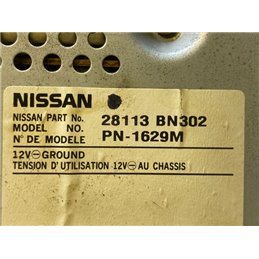 NISSAN
NISSAN PART No. 28113 BN302
MODEL NO. PN-1629M
N° DE MODELE
12V⊖GROUND
TENSION D'UTILISATION 12V⊖AU CHASSIS